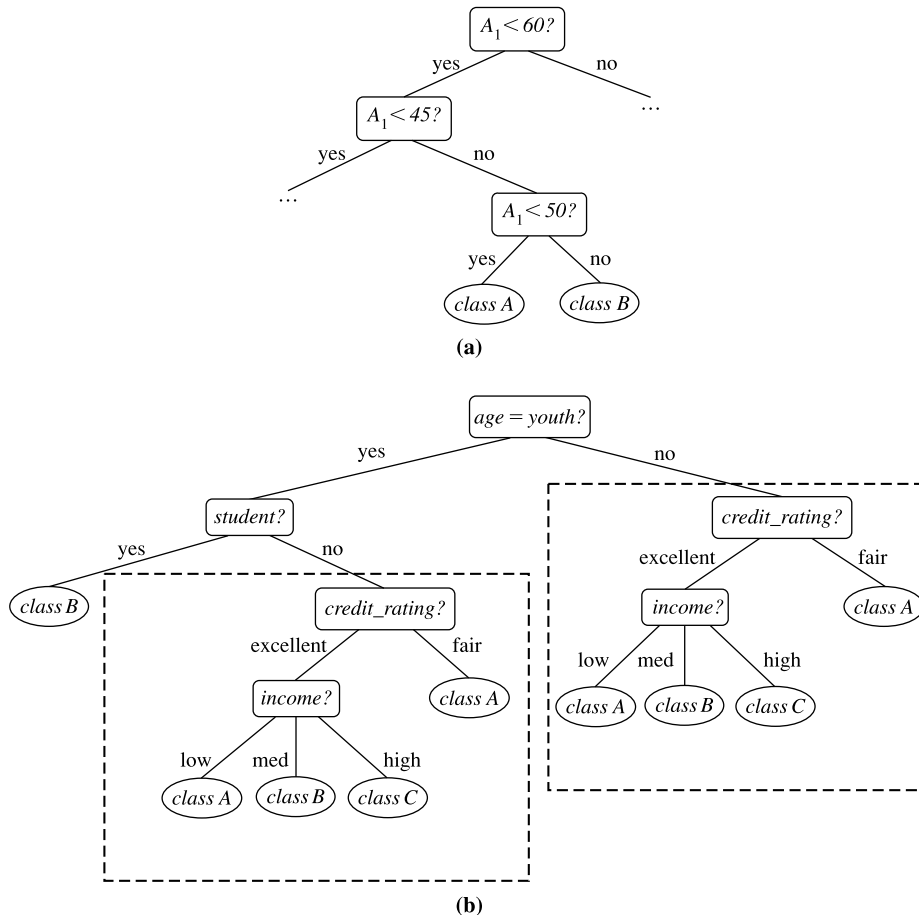 A1 < 60?
yes
no
A1 < 45?
...
yes
no
...
A1 < 50?
yes
no
class A
class B
(a)
age = youth?
yes
no
student?
credit_rating?
yes
no
excellent
fair
class B
credit_rating?
income?
class A
excellent
fair
low
med
high
income?
class A
class A
class B
class C
low
med
high
class A
class B
class C
(b)